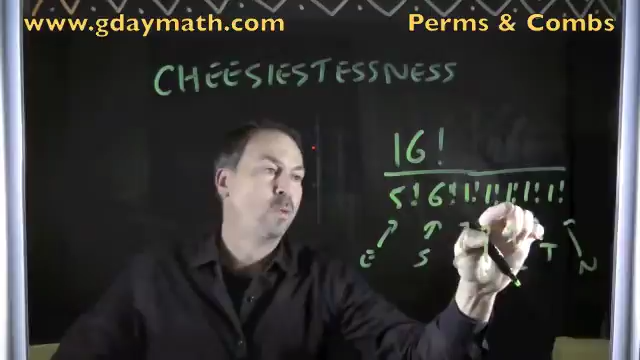 www.gdaymath.com
Perms & Combs
CHEESIESTESSNESS
16!
5! 6! 1! 1! 1! 1! 1!
E S T N